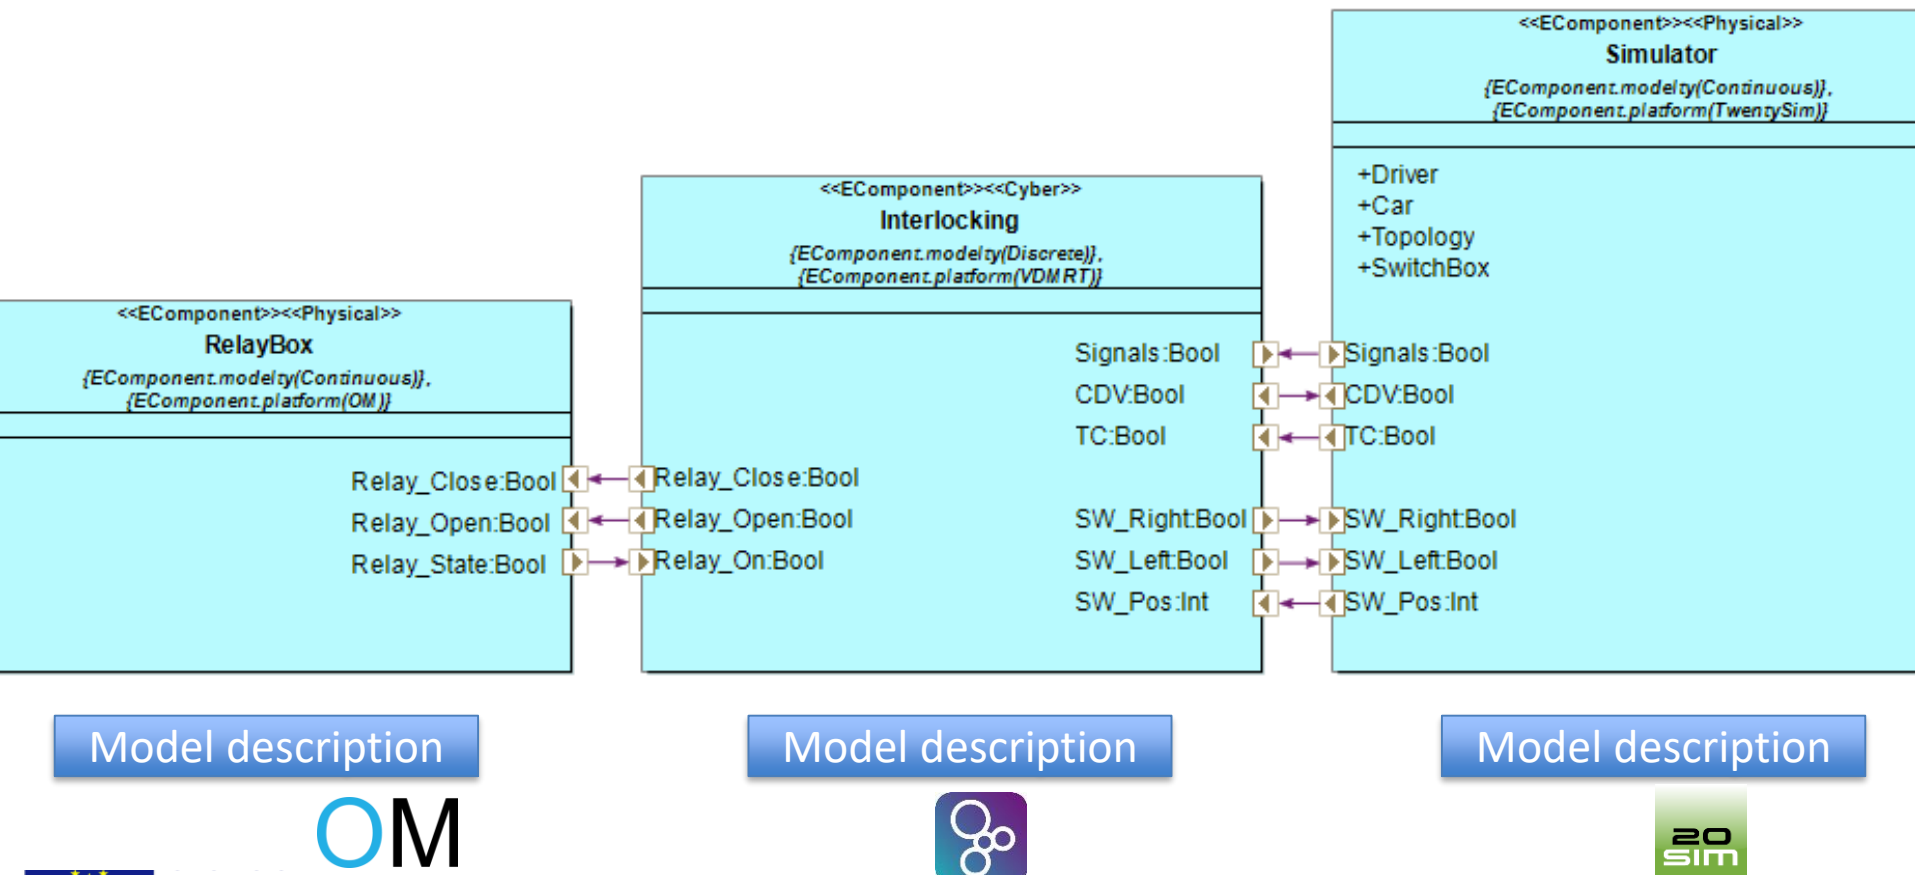 <<EComponent>><<Physical>>
Simulator
{EComponent.modelty(Continuous)},
{EComponent.platform(TwentySim)}
+Driver
+Car
+Topology
+SwitchBox
Signals:Bool
CDV:Bool
TC:Bool
SW_Right:Bool
SW_Left:Bool
SW_Pos:Int
<<EComponent>><<Cyber>>
Interlocking
{EComponent.modelty(Discrete)},
{EComponent.platform(VDMRT)}
Signals:Bool
CDV:Bool
TC:Bool
Relay_Close:Bool
Relay_Open:Bool
Relay_On:Bool
SW_Right:Bool
SW_Left:Bool
SW_Pos:Int
<<EComponent>><<Physical>>
RelayBox
{EComponent.modelty(Continuous)},
{EComponent.platform(OM)}
Relay_Close:Bool
Relay_Open:Bool
Relay_State:Bool
Model description
Model description
Model description
OM
20
sim